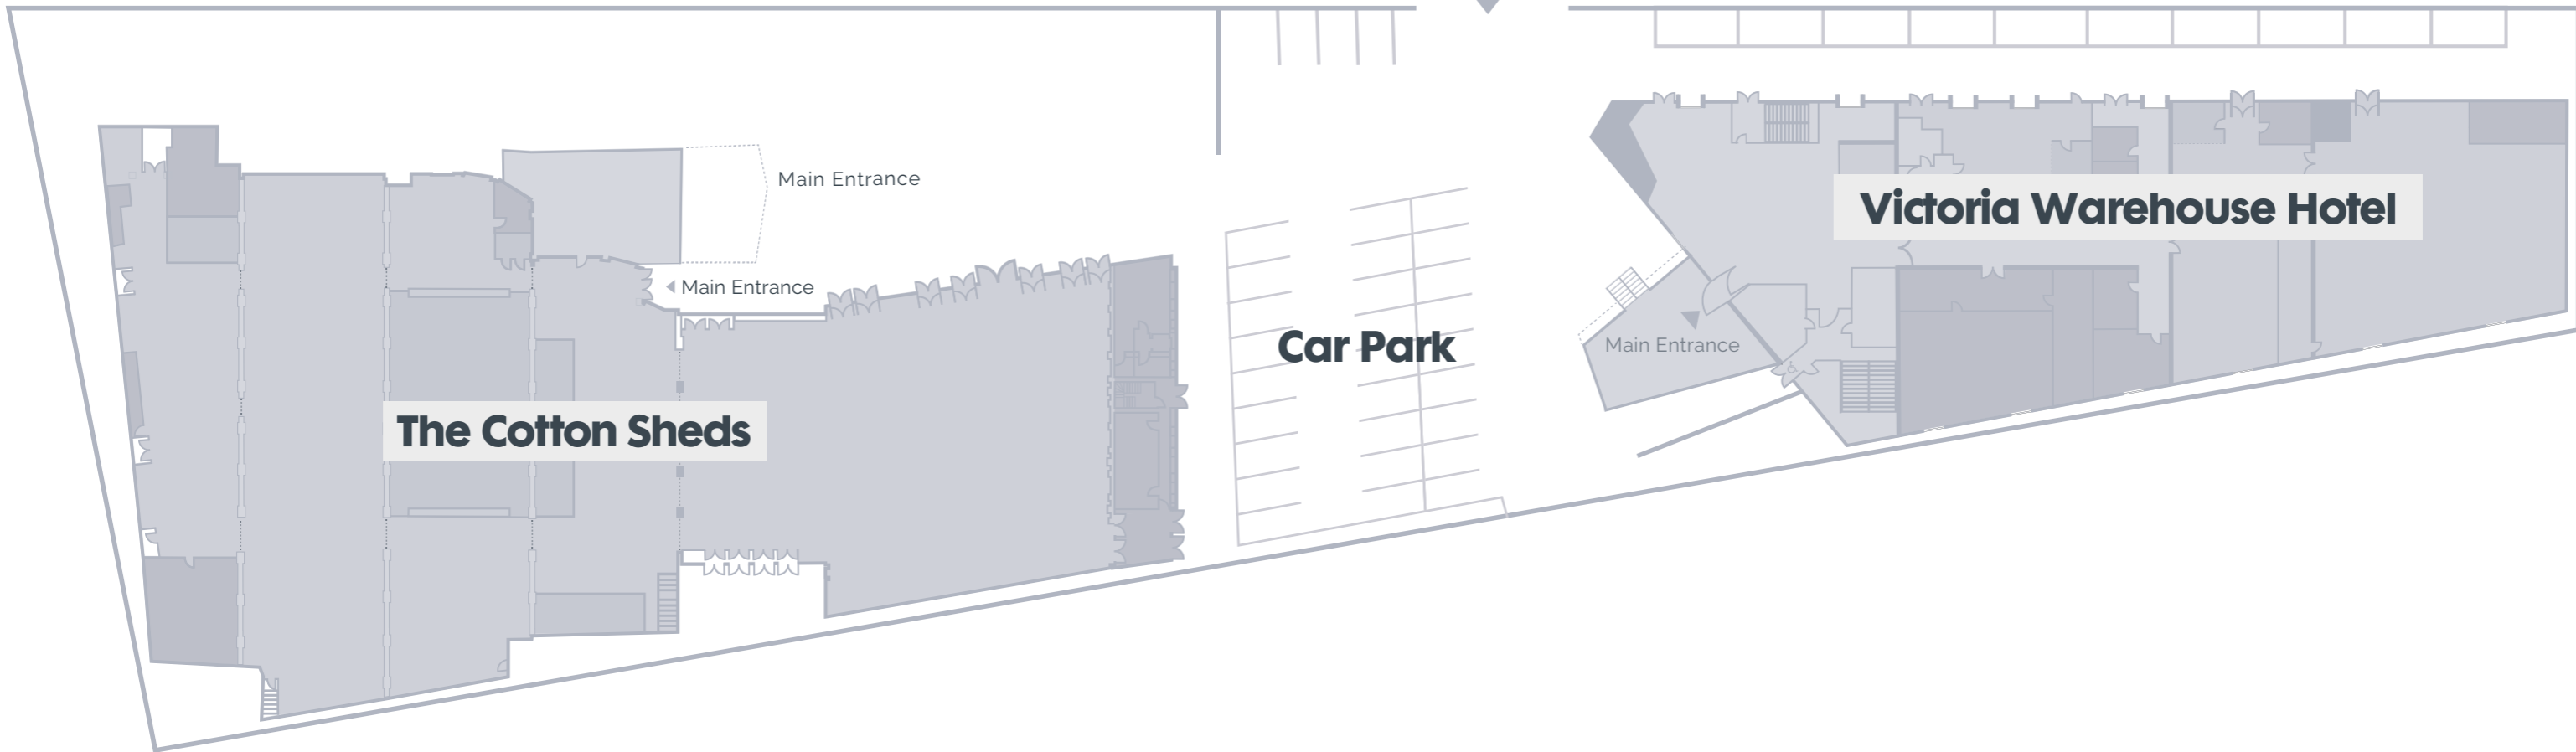 Main Entrance
Victoria Warehouse Hotel
Main Entrance
Car Park
Main Entrance
The Cotton Sheds